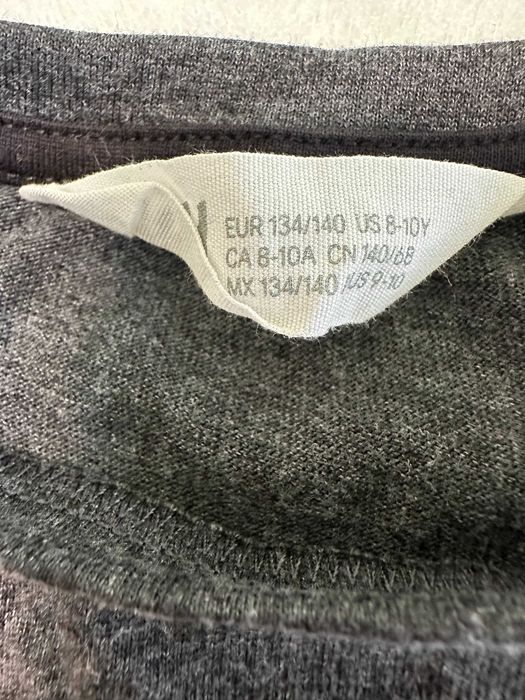 EUR 134/140 US 8-10Y
CA 8-10A CN 140/68
MX 134/140 /US 9-10